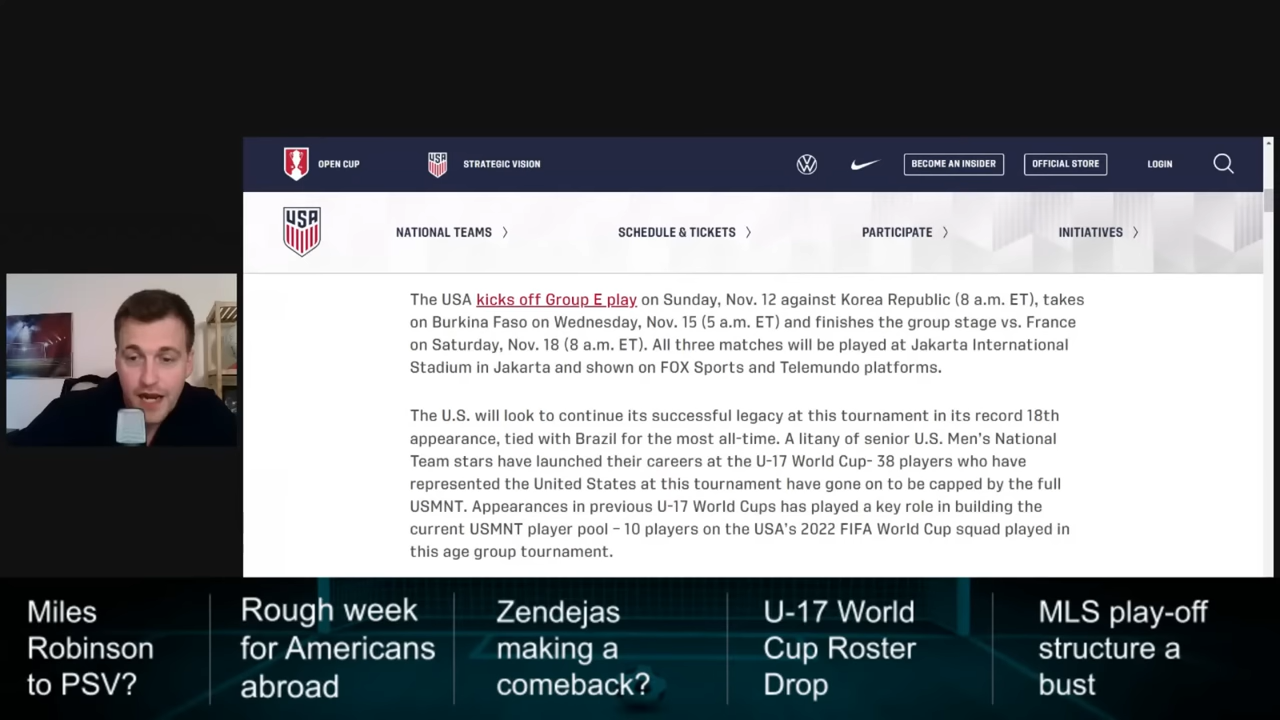 OPEN CUP
USA
STRATEGIC VISION
BECOME AN INSIDER
OFFICIAL STORE
LOGIN
USA
NATIONAL TEAMS
SCHEDULE & TICKETS
PARTICIPATE
INITIATIVES
The USA kicks off Group E play on Sunday, Nov. 12 against Korea Republic (8 a.m. ET), takes
on Burkina Faso on Wednesday, Nov. 15 (5 a.m. ET) and finishes the group stage vs. France
on Saturday, Nov. 18 (8 a.m. ET). All three matches will be played at Jakarta International
Stadium in Jakarta and shown on FOX Sports and Telemundo platforms.
The U.S. will look to continue its successful legacy at this tournament in its record 18th
appearance, tied with Brazil for the most all-time. A litany of senior U.S. Men's National
Team stars have launched their careers at the U-17 World Cup- 38 players who have
represented the United States at this tournament have gone on to be capped by the full
USMNT. Appearances in previous U-17 World Cups has played a key role in building the
current USMNT player pool – 10 players on the USA's 2022 FIFA World Cup squad played in
this age group tournament.
Miles
Robinson
to PSV?
Rough week
for Americans
abroad
Zendejas
making a
comeback?
U-17 World
Cup Roster
Drop
MLS play-off
structure a
bust